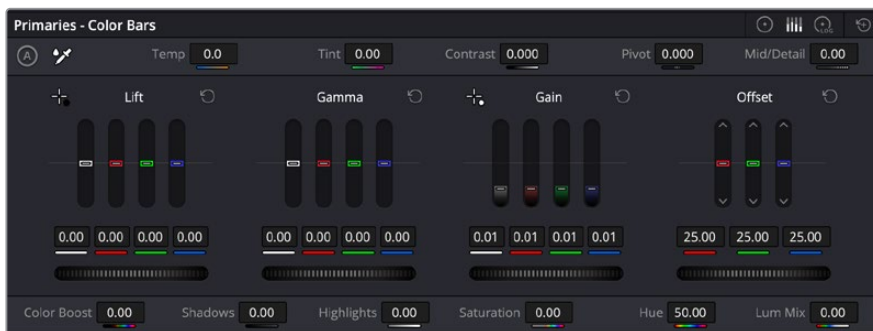 Primaries - Color Bars
LOG
A Temp 0.0 Tint 0.00 Contrast 0.000 Pivot 0.000 Mid/Detail 0.00
Lift Gamma Gain Offset
0.00 0.00 0.00 0.00 0.00 0.00 0.00 0.00 0.01 0.01 0.01 0.01 25.00 25.00 25.00
Color Boost 0.00 Shadows 0.00 Highlights 0.00 Saturation 0.00 Hue 50.00 Lum Mix 0.00